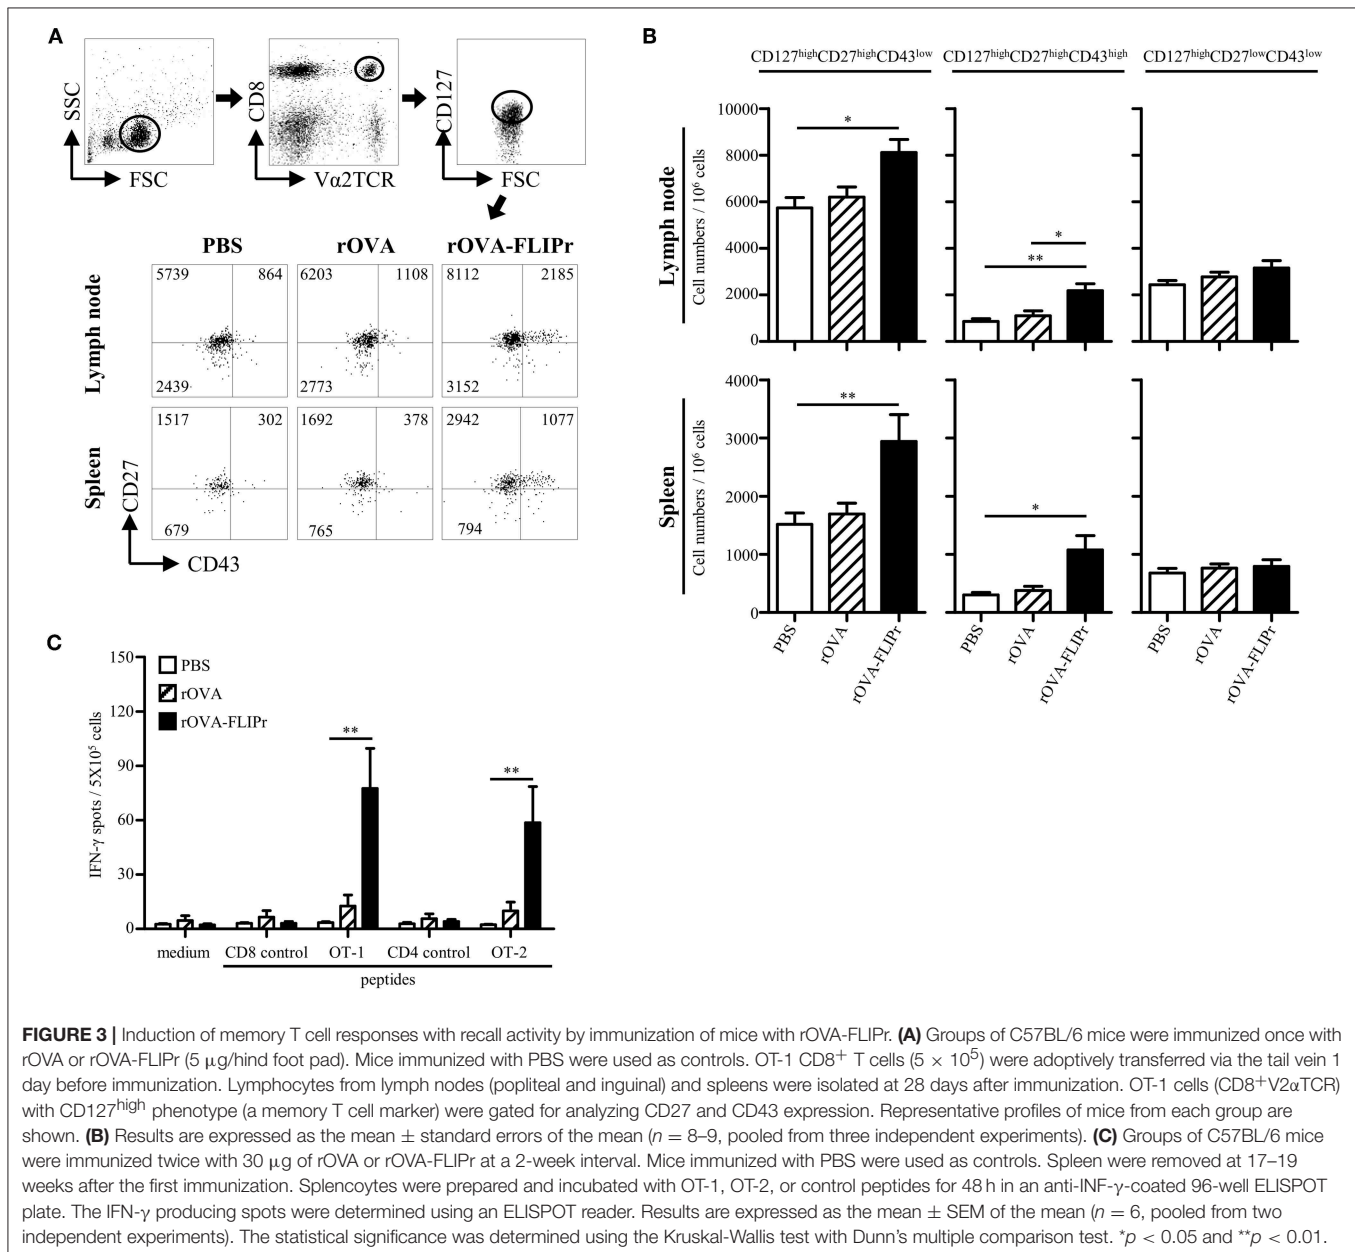 A
SSC
FSC
CD8
Vα2TCR
CD127
FSC
PBS
rOVA
rOVA-FLIPr
Lymph node
5739 864
2439
6203 1108
2773
8112 2185
3152
Spleen
1517 302
679
1692 378
765
2942 1077
794
CD27
CD43
B
CD127highCD27highCD43low
CD127highCD27highCD43high
CD127highCD27lowCD43low
Lymph node
Cell numbers / 10⁶ cells
10000
8000
6000
4000
2000
0
*
*
**
Spleen
Cell numbers / 10⁶ cells
4000
3000
2000
1000
0
**
*
PBS
rOVA
rOVA-FLIPr
PBS
rOVA
rOVA-FLIPr
PBS
rOVA
rOVA-FLIPr
C
IFN-γ spots / 5X10⁵ cells
150
120
90
60
30
0
PBS
rOVA
rOVA-FLIPr
**
**
medium
CD8 control
OT-1
CD4 control
OT-2
peptides
FIGURE 3 | Induction of memory T cell responses with recall activity by immunization of mice with rOVA-FLIPr. (A) Groups of C57BL/6 mice were immunized once with
rOVA or rOVA-FLIPr (5 μg/hind foot pad). Mice immunized with PBS were used as controls. OT-1 CD8⁺ T cells (5 × 10⁵) were adoptively transferred via the tail vein 1
day before immunization. Lymphocytes from lymph nodes (popliteal and inguinal) and spleens were isolated at 28 days after immunization. OT-1 cells (CD8⁺V2αTCR)
with CD127high phenotype (a memory T cell marker) were gated for analyzing CD27 and CD43 expression. Representative profiles of mice from each group are
shown. (B) Results are expressed as the mean ± standard errors of the mean (n = 8–9, pooled from three independent experiments). (C) Groups of C57BL/6 mice
were immunized twice with 30 μg of rOVA or rOVA-FLIPr at a 2-week interval. Mice immunized with PBS were used as controls. Spleen were removed at 17–19
weeks after the first immunization. Splencoytes were prepared and incubated with OT-1, OT-2, or control peptides for 48 h in an anti-INF-γ-coated 96-well ELISPOT
plate. The IFN-γ producing spots were determined using an ELISPOT reader. Results are expressed as the mean ± SEM of the mean (n = 6, pooled from two
independent experiments). The statistical significance was determined using the Kruskal-Wallis test with Dunn's multiple comparison test. *p < 0.05 and **p < 0.01.